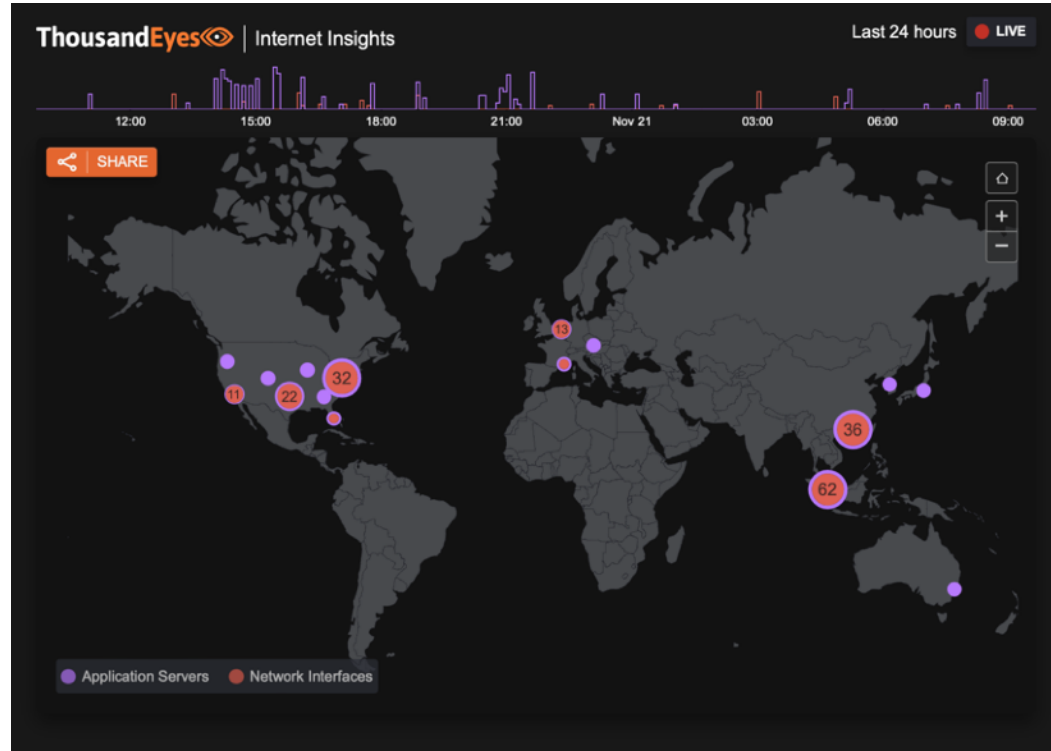 ThousandEyes | Internet Insights
Last 24 hours LIVE
12:00 15:00 18:00 21:00 Nov 21 03:00 06:00 09:00
SHARE
+
−
13
32
11
22
36
62
Application Servers Network Interfaces